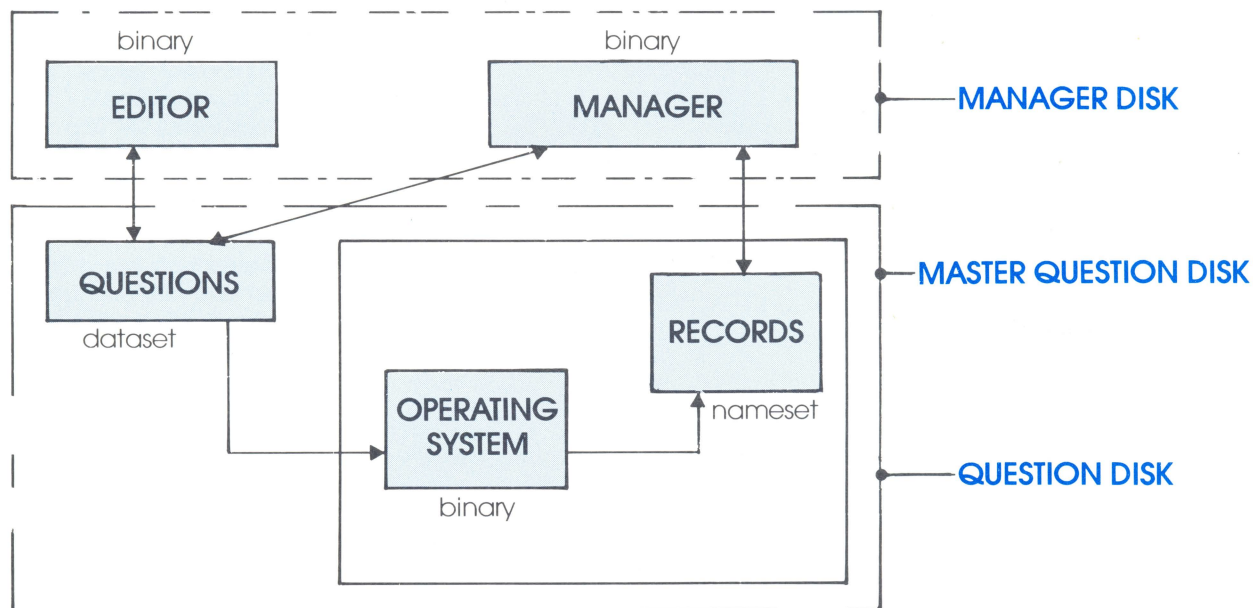 binary
EDITOR
binary
MANAGER
MANAGER DISK
QUESTIONS
dataset
MASTER QUESTION DISK
RECORDS
nameset
OPERATING
SYSTEM
binary
QUESTION DISK